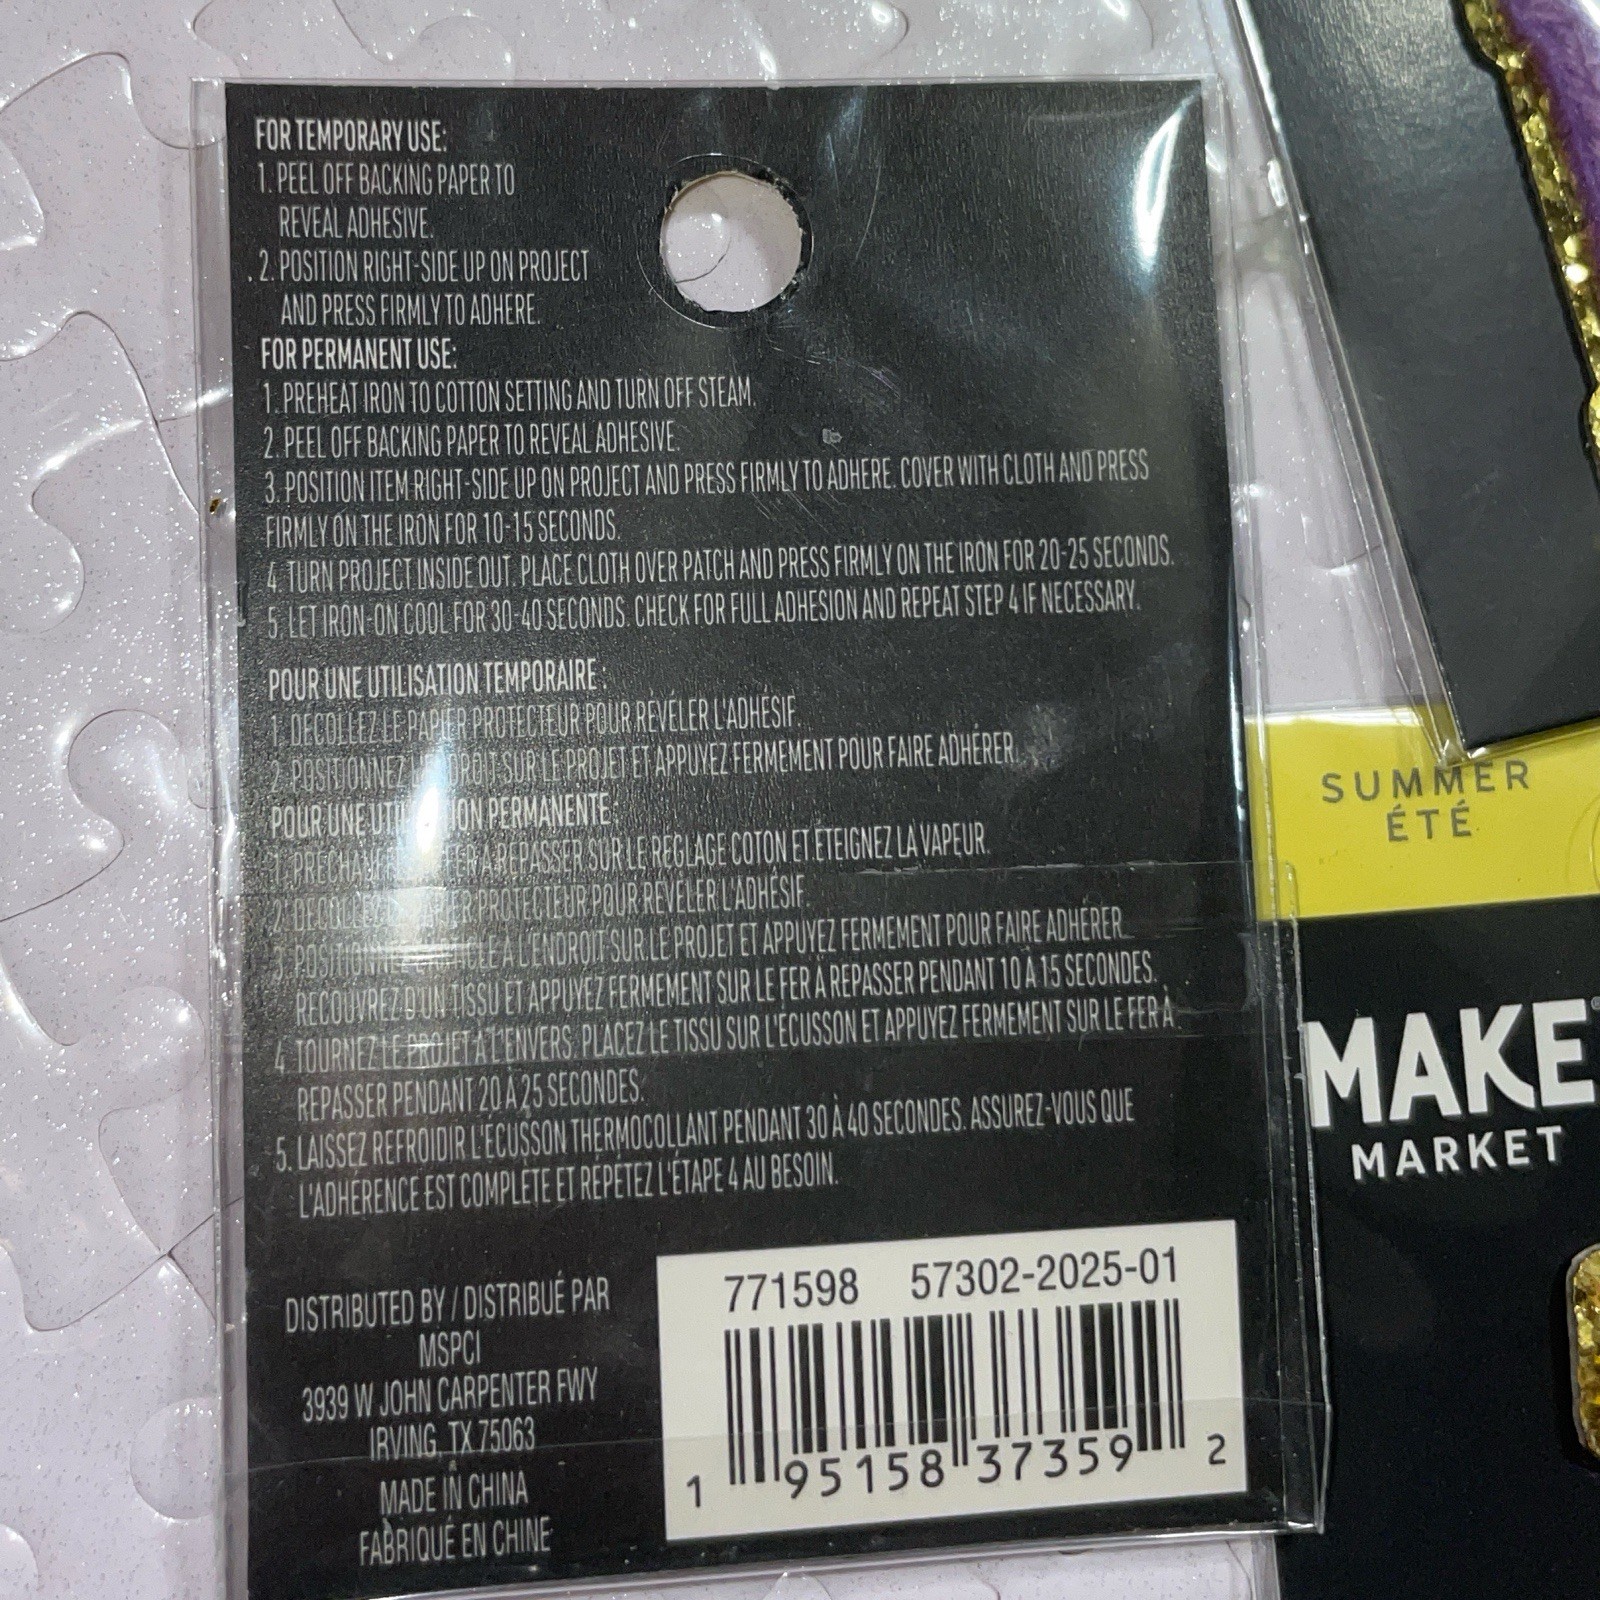 FOR TEMPORARY USE:
1. PEEL OFF BACKING PAPER TO
REVEAL ADHESIVE.
2. POSITION RIGHT-SIDE UP ON PROJECT
AND PRESS FIRMLY TO ADHERE.
FOR PERMANENT USE:
1. PREHEAT IRON TO COTTON SETTING AND TURN OFF STEAM.
2. PEEL OFF BACKING PAPER TO REVEAL ADHESIVE.
3. POSITION ITEM RIGHT-SIDE UP ON PROJECT AND PRESS FIRMLY TO ADHERE. COVER WITH CLOTH AND PRESS
FIRMLY ON THE IRON FOR 10-15 SECONDS.
4. TURN PROJECT INSIDE OUT. PLACE CLOTH OVER PATCH AND PRESS FIRMLY ON THE IRON FOR 20-25 SECONDS.
5. LET IRON-ON COOL FOR 30-40 SECONDS. CHECK FOR FULL ADHESION AND REPEAT STEP 4 IF NECESSARY.
POUR UNE UTILISATION TEMPORAIRE :
1. DÉCOLLEZ LE PAPIER PROTECTEUR POUR RÉVÉLER L'ADHÉSIF.
2. POSITIONNEZ SUR LE PROJET ET APPUYEZ FERMEMENT POUR FAIRE ADHÉRER.
POUR UNE PERMANENTE :
1. À REPASSER SUR LE RÉGLAGE COTON ET ÉTEIGNEZ LA VAPEUR.
2. PROTECTEUR POUR RÉVÉLER L'ADHÉSIF.
3. À L'ENDROIT SUR LE PROJET ET APPUYEZ FERMEMENT POUR FAIRE ADHÉRER.
RECOUVREZ D'UN TISSU ET APPUYEZ FERMEMENT SUR LE FER À REPASSER PENDANT 10 À 15 SECONDES.
4. TOURNEZ LE PROJET À L'ENVERS. PLACEZ LE TISSU SUR L'ÉCUSSON ET APPUYEZ FERMEMENT SUR LE FER À
REPASSER PENDANT 20 À 25 SECONDES.
5. LAISSEZ REFROIDIR L'ÉCUSSON THERMOCOLLANT PENDANT 30 À 40 SECONDES. ASSUREZ-VOUS QUE
L'ADHÉRENCE EST COMPLÈTE ET RÉPÉTEZ L'ÉTAPE 4 AU BESOIN.
DISTRIBUTED BY / DISTRIBUÉ PAR
MSPCI
3939 W JOHN CARPENTER FWY
IRVING, TX 75063
MADE IN CHINA
FABRIQUÉ EN CHINE
771598 57302-2025-01
1 95158 37359 2
SUMMER
ÉTÉ
MAKE
MARKET